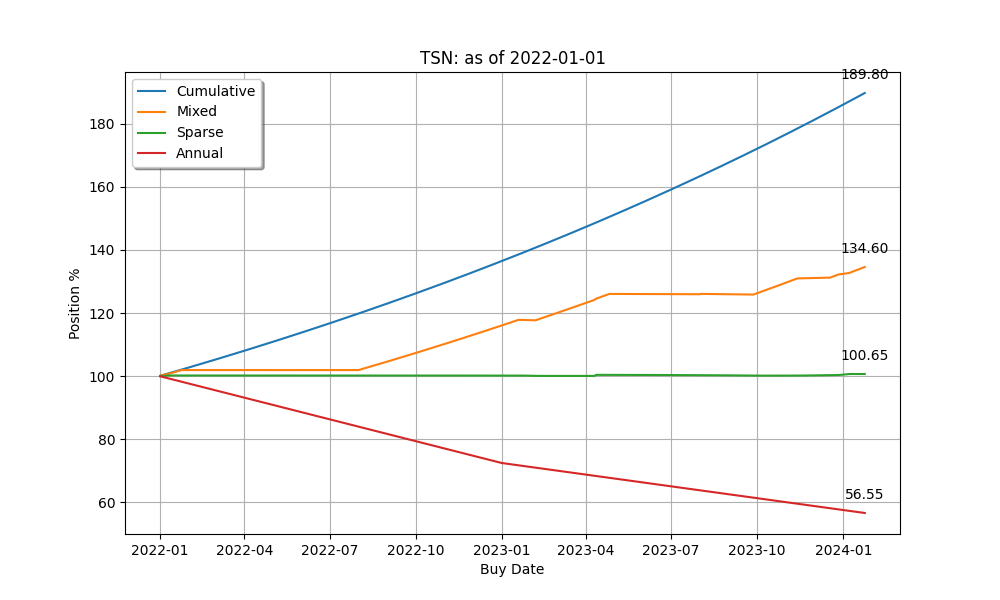 TSN: as of 2022-01-01
189.80
Cumulative
Mixed
Sparse
Annual
180
160
140
120
100
80
60
134.60
100.65
56.55
Position %
2022-01 2022-04 2022-07 2022-10 2023-01 2023-04 2023-07 2023-10 2024-01
Buy Date